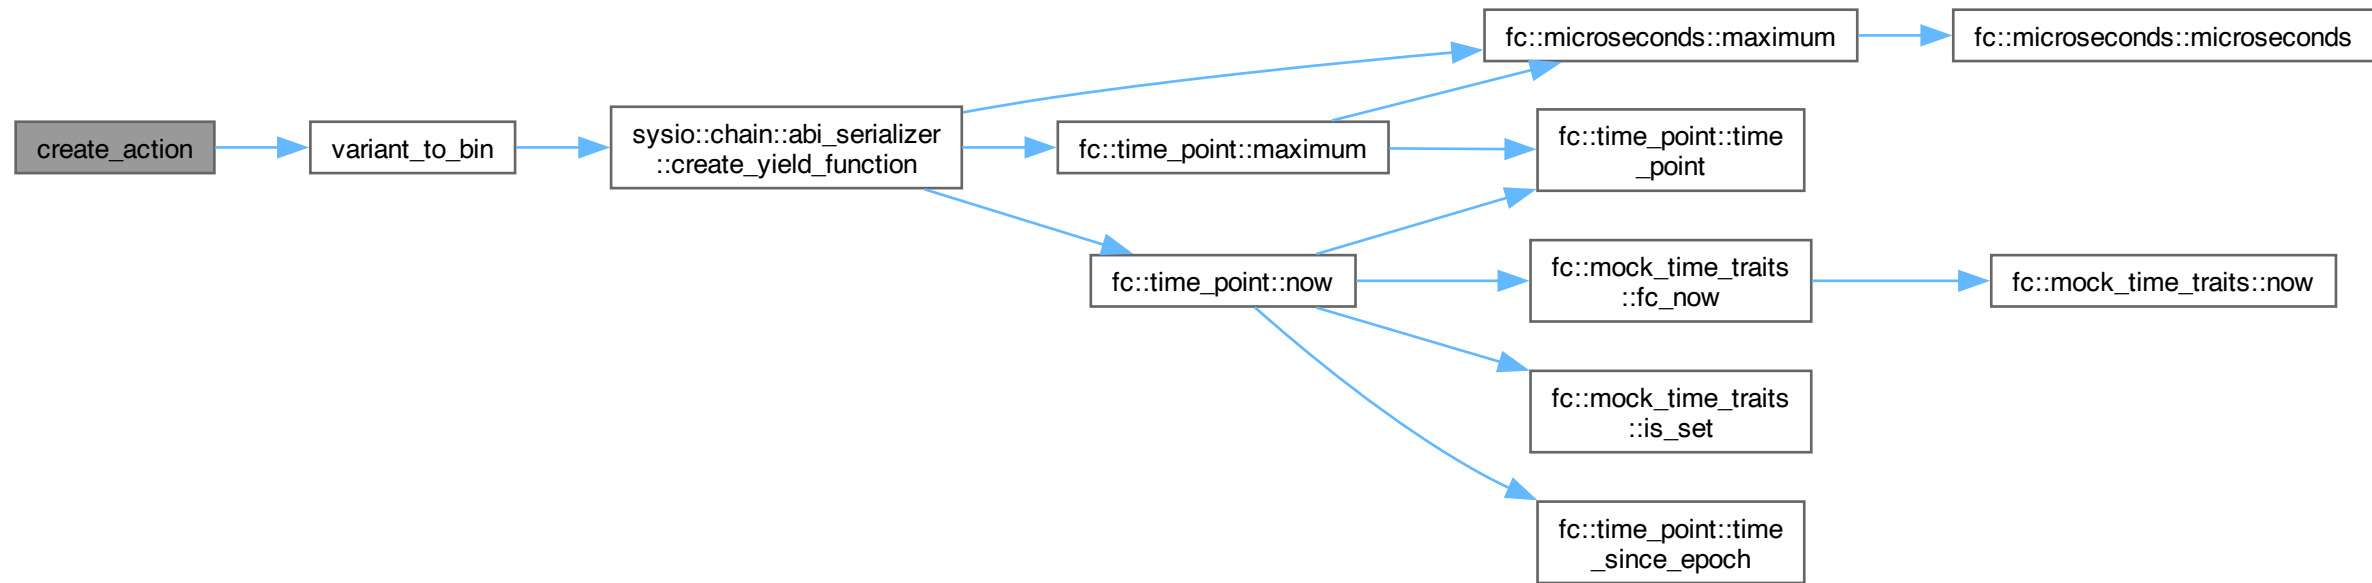 create_action
variant_to_bin
sysio::chain::abi_serializer
::create_yield_function
fc::microseconds::maximum
fc::microseconds::microseconds
fc::time_point::maximum
fc::time_point::time
_point
fc::time_point::now
fc::mock_time_traits
::fc_now
fc::mock_time_traits::now
fc::mock_time_traits
::is_set
fc::time_point::time
_since_epoch